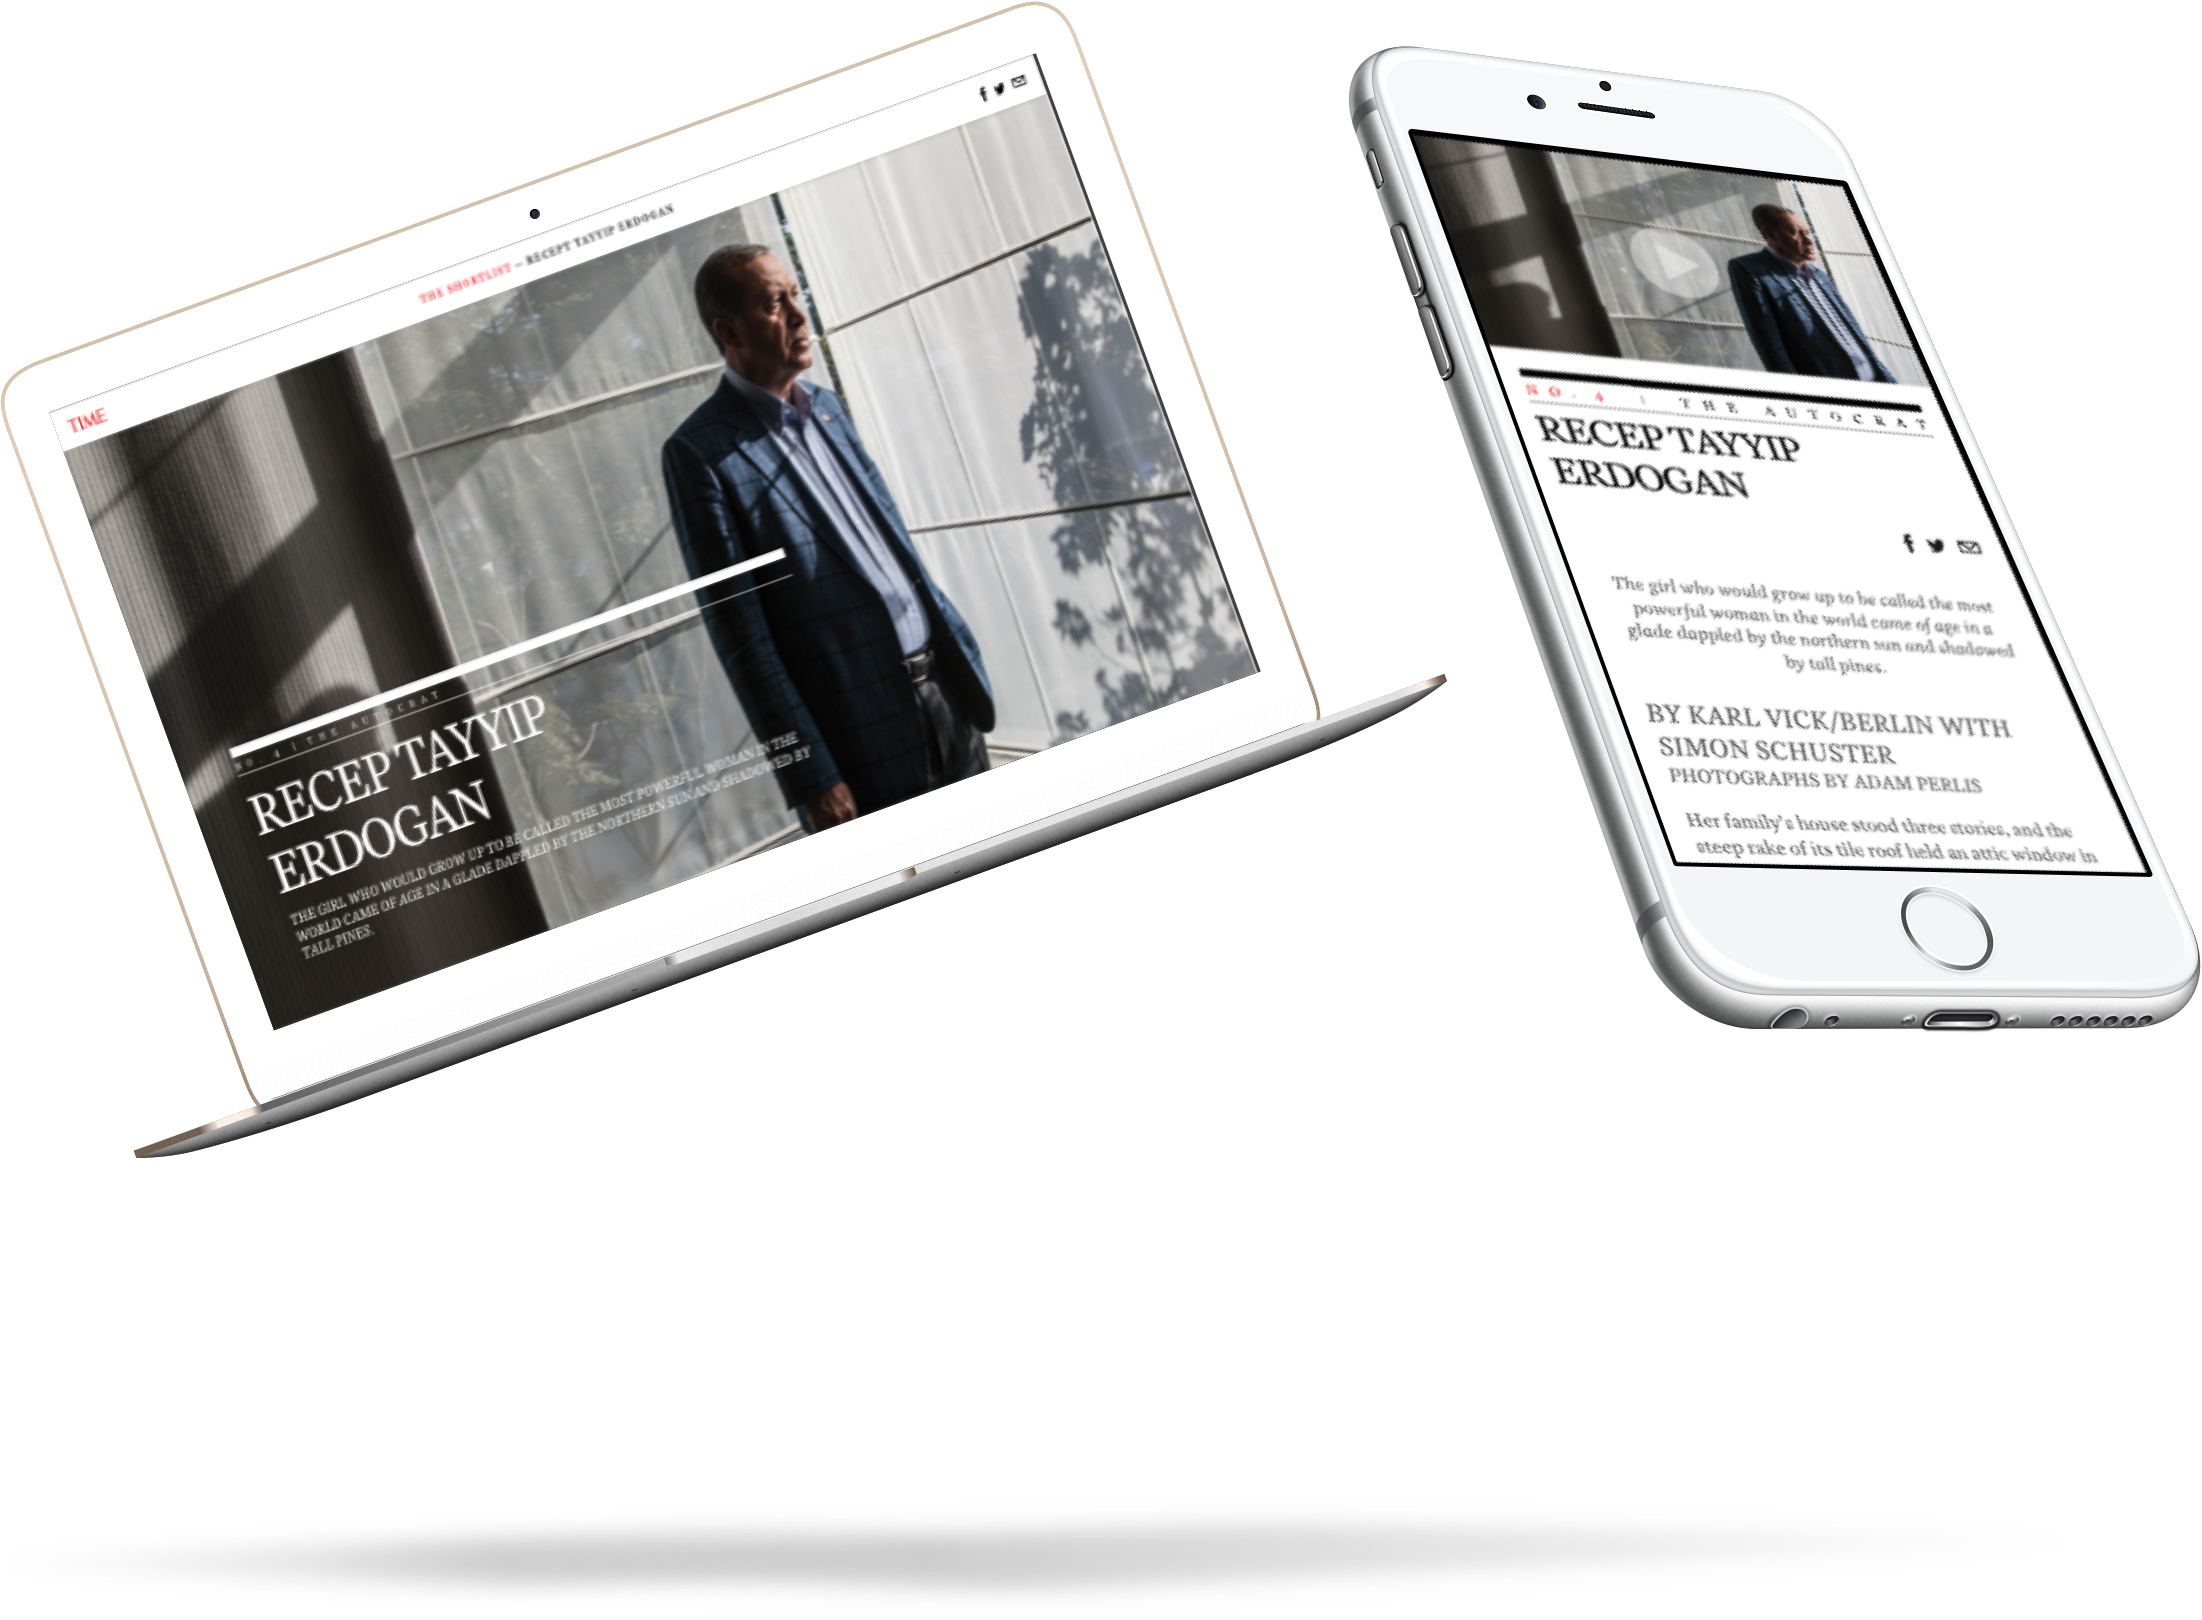 TIME
THE SHORTLIST — RECEPT TAYYIP ERDOGAN
NO. 4 | THE AUTOCRAT
RECEP TAYYIP
ERDOGAN
THE GIRL WHO WOULD GROW UP TO BE CALLED THE MOST POWERFUL WOMAN IN THE
WORLD CAME OF AGE IN A GLADE DAPPLED BY THE NORTHERN SUN AND SHADOWED BY
TALL PINES.
NO. 4 | THE AUTOCRAT
RECEP TAYYIP
ERDOGAN
The girl who would grow up to be called the most
powerful woman in the world came of age in a
glade dappled by the northern sun and shadowed
by tall pines.
BY KARL VICK/BERLIN WITH
SIMON SCHUSTER
PHOTOGRAPHS BY ADAM PERLIS
Her family's house stood three stories, and the
steep rake of its tile roof held an attic window in